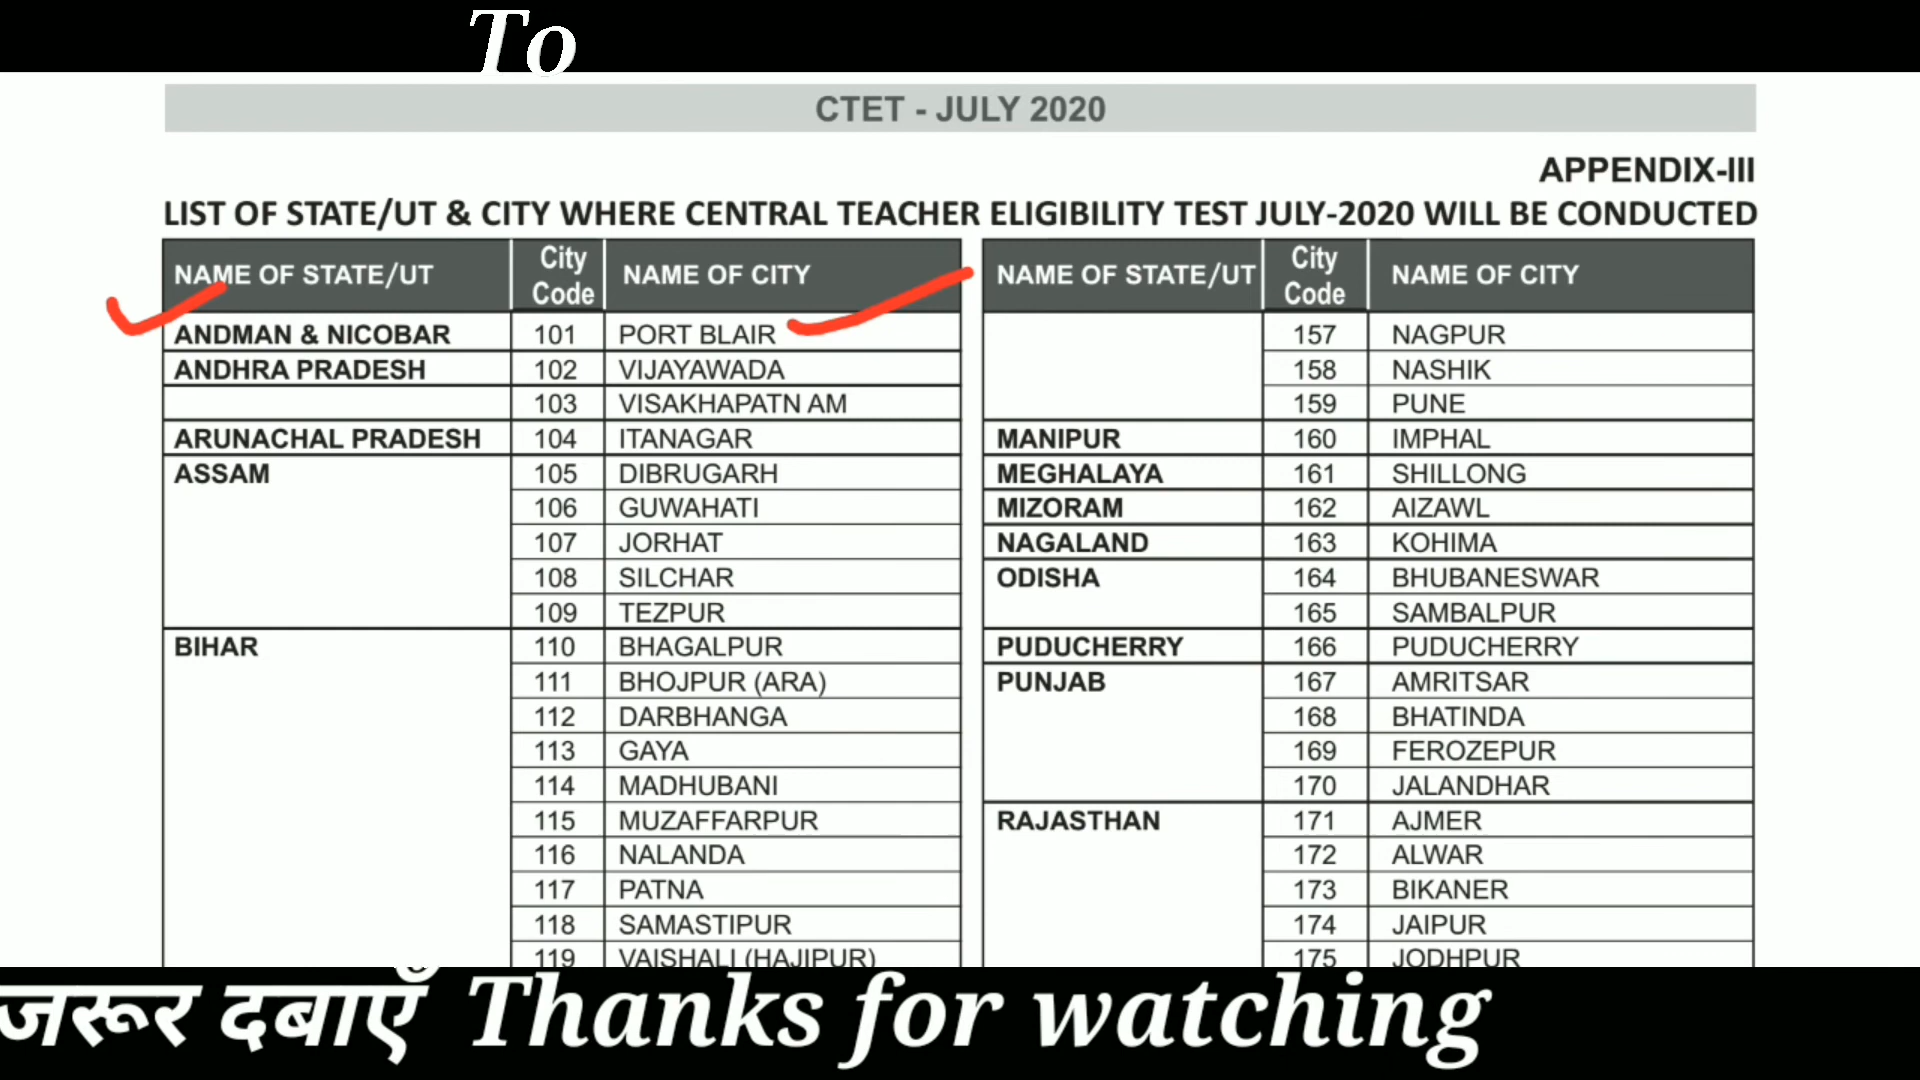 To
CTET - JULY 2020
APPENDIX-III
LIST OF STATE/UT & CITY WHERE CENTRAL TEACHER ELIGIBILITY TEST JULY-2020 WILL BE CONDUCTED
NAME OF STATE/UT City Code NAME OF CITY
ANDMAN & NICOBAR 101 PORT BLAIR
ANDHRA PRADESH 102 VIJAYAWADA
103 VISAKHAPATN AM
ARUNACHAL PRADESH 104 ITANAGAR
ASSAM 105 DIBRUGARH
106 GUWAHATI
107 JORHAT
108 SILCHAR
109 TEZPUR
BIHAR 110 BHAGALPUR
111 BHOJPUR (ARA)
112 DARBHANGA
113 GAYA
114 MADHUBANI
115 MUZAFFARPUR
116 NALANDA
117 PATNA
118 SAMASTIPUR
119 VAISHALI (HAJIPUR)
NAME OF STATE/UT City Code NAME OF CITY
157 NAGPUR
158 NASHIK
159 PUNE
MANIPUR 160 IMPHAL
MEGHALAYA 161 SHILLONG
MIZORAM 162 AIZAWL
NAGALAND 163 KOHIMA
ODISHA 164 BHUBANESWAR
165 SAMBALPUR
PUDUCHERRY 166 PUDUCHERRY
PUNJAB 167 AMRITSAR
168 BHATINDA
169 FEROZEPUR
170 JALANDHAR
RAJASTHAN 171 AJMER
172 ALWAR
173 BIKANER
174 JAIPUR
175 JODHPUR
जरूर दबाएँ Thanks for watching